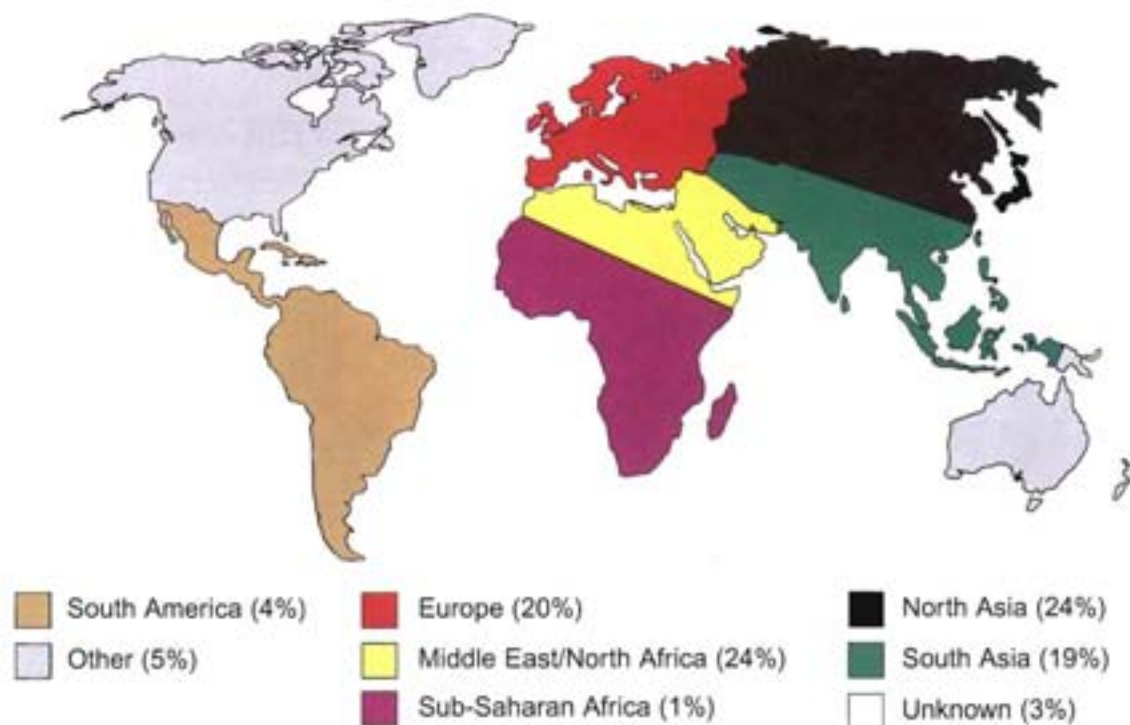 South America (4%)
Europe (20%)
North Asia (24%)
Other (5%)
Middle East/North Africa (24%)
South Asia (19%)
Sub-Saharan Africa (1%)
Unknown (3%)